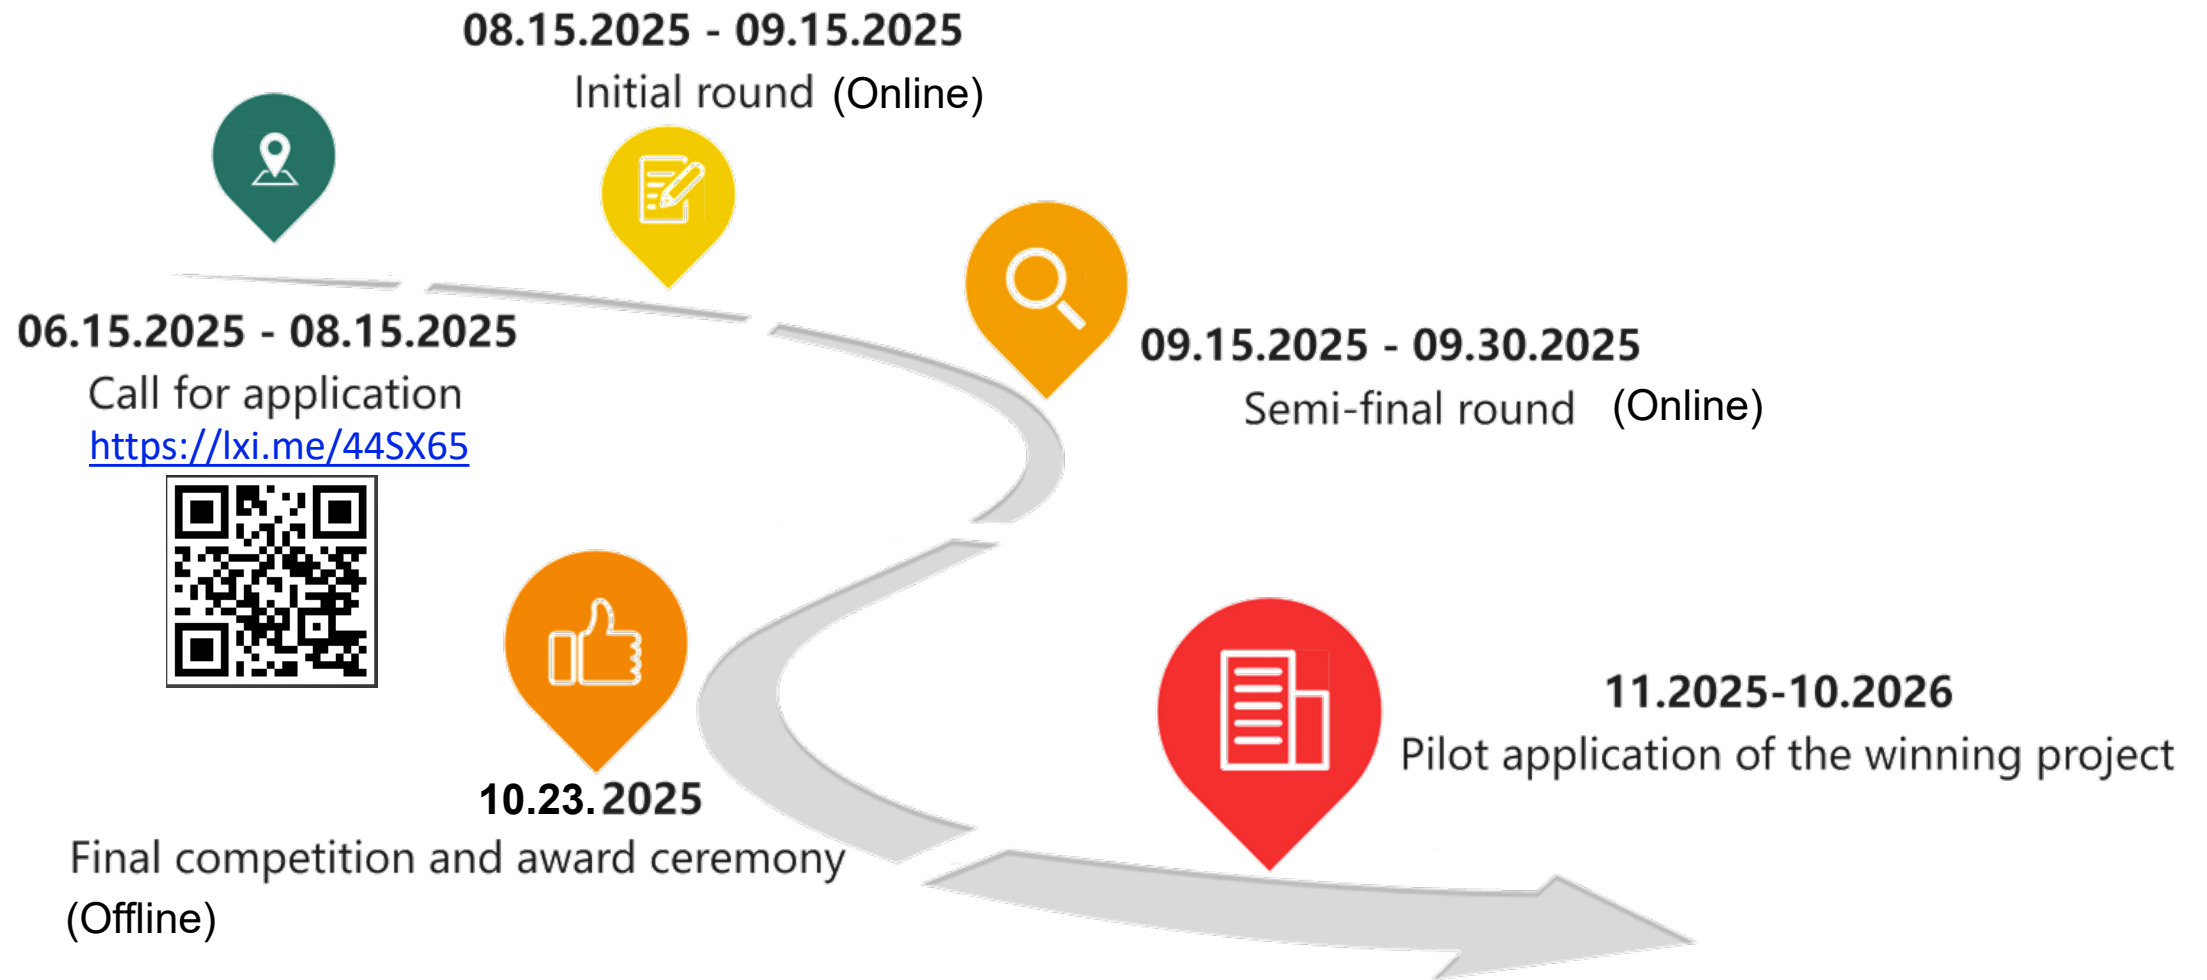 08.15.2025 - 09.15.2025
Initial round (Online)
06.15.2025 - 08.15.2025
Call for application
https://lxi.me/44SX65
09.15.2025 - 09.30.2025
Semi-final round (Online)
10.23.2025
Final competition and award ceremony
(Offline)
11.2025-10.2026
Pilot application of the winning project